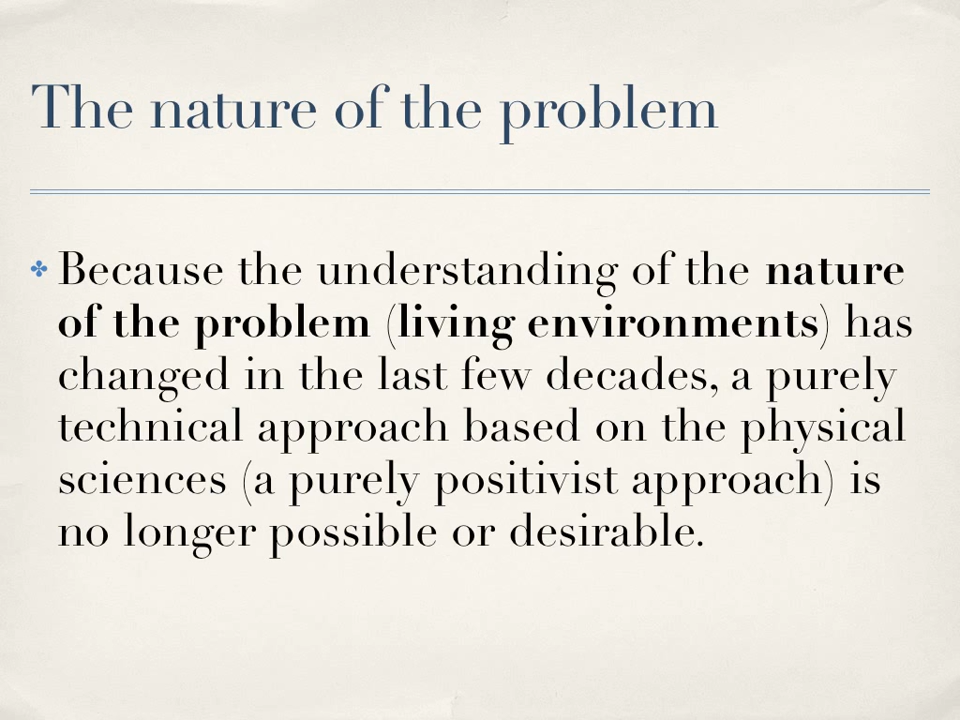 The nature of the problem
Because the understanding of the nature
of the problem (living environments) has
changed in the last few decades, a purely
technical approach based on the physical
sciences (a purely positivist approach) is
no longer possible or desirable.